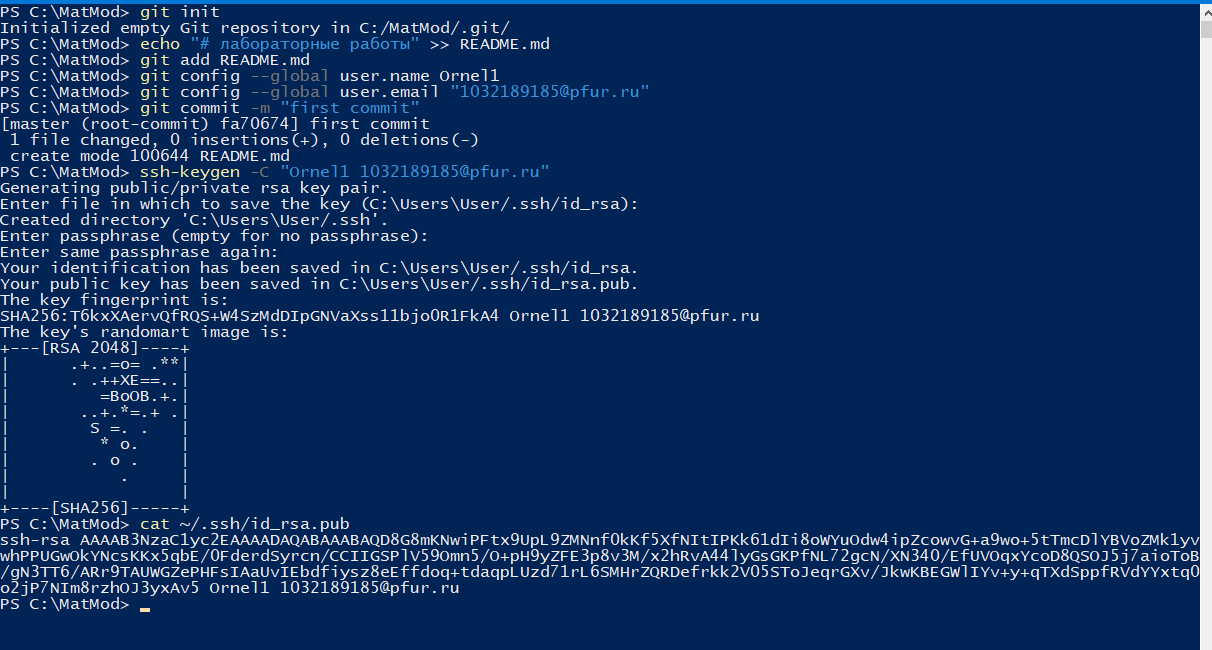 PS C:\MatMod> git init
Initialized empty Git repository in C:/MatMod/.git/
PS C:\MatMod> echo "# лабораторные работы" >> README.md
PS C:\MatMod> git add README.md
PS C:\MatMod> git config --global user.name Ornel1
PS C:\MatMod> git config --global user.email "1032189185@pfur.ru"
PS C:\MatMod> git commit -m "first commit"
[master (root-commit) fa70674] first commit
 1 file changed, 0 insertions(+), 0 deletions(-)
 create mode 100644 README.md
PS C:\MatMod> ssh-keygen -C "Ornel1 1032189185@pfur.ru"
Generating public/private rsa key pair.
Enter file in which to save the key (C:\Users\User/.ssh/id_rsa):
Created directory 'C:\Users\User/.ssh'.
Enter passphrase (empty for no passphrase):
Enter same passphrase again:
Your identification has been saved in C:\Users\User/.ssh/id_rsa.
Your public key has been saved in C:\Users\User/.ssh/id_rsa.pub.
The key fingerprint is:
SHA256:T6kxXAervQfRQS+W4SzMdDIpGNVaXss11bjo0R1FkA4 Ornel1 1032189185@pfur.ru
The key's randomart image is:
+---[RSA 2048]----+
|      .+..=o= .**|
|      . .++XE==..|
|         =BoOB.+.|
|       ..+.*=.+ .|
|        S =. .   |
|         * o.    |
|        . o .    |
|           .     |
|                 |
+----[SHA256]-----+
PS C:\MatMod> cat ~/.ssh/id_rsa.pub
ssh-rsa AAAAB3NzaC1yc2EAAAADAQABAAABAQD8G8mKNwiPFtx9UpL9ZMNnf0kKf5XfNItIPKk61dIi8oWYuOdw4ipZcowvG+a9wo+5tTmcDlYBVoZMk1yv
whPPUGwOkYNcsKKx5qbE/0FderdSyrcn/CCIIGSPlV59Omn5/O+pH9yZFE3p8v3M/x2hRvA44lyGsGKPfNL72gcN/XN340/EfUVOqxYcoD8QSOJ5j7aioToB
/gN3TT6/ARr9TAUWGZePHFsIAaUvIEbdfiysz8eEffdoq+tdaqpLUzd71rL6SMHrZQRDefrkk2V05SToJeqrGXv/JkwKBEGWlIYv+y+qTXdSppfRVdYYxtq0
o2jP7NIm8rzhOJ3yxAv5 Ornel1 1032189185@pfur.ru
PS C:\MatMod>